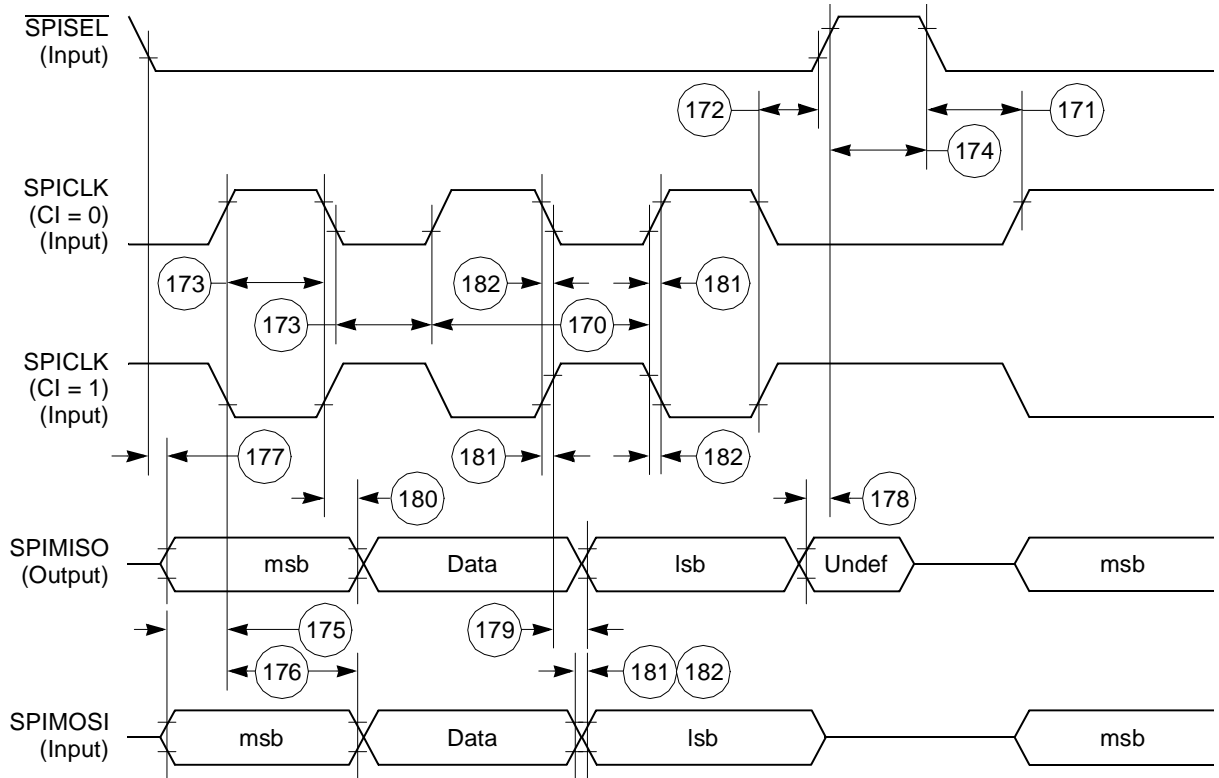 SPISEL
(Input)
172
171
174
SPICLK
(CI = 0)
(Input)
173
182
181
173
170
SPICLK
(CI = 1)
(Input)
177
181
182
180
178
SPIMISO
(Output)
msb
Data
lsb
Undef
msb
175
179
176
181
182
SPIMOSI
(Input)
msb
Data
lsb
msb